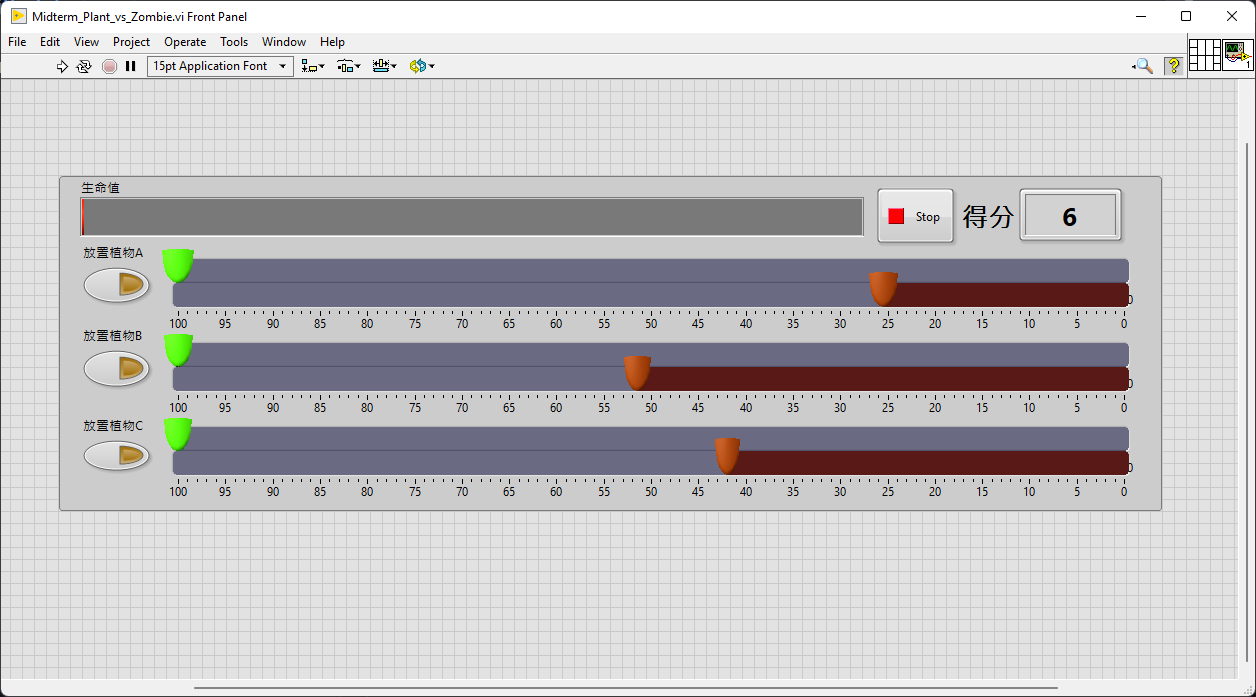 Midterm_Plant_vs_Zombie.vi Front Panel
File Edit View Project Operate Tools Window Help
15pt Application Font
?
1
生命值
Stop
得分
6
放置植物A
100 95 90 85 80 75 70 65 60 55 50 45 40 35 30 25 20 15 10 5 0
放置植物B
100 95 90 85 80 75 70 65 60 55 50 45 40 35 30 25 20 15 10 5 0
放置植物C
100 95 90 85 80 75 70 65 60 55 50 45 40 35 30 25 20 15 10 5 0